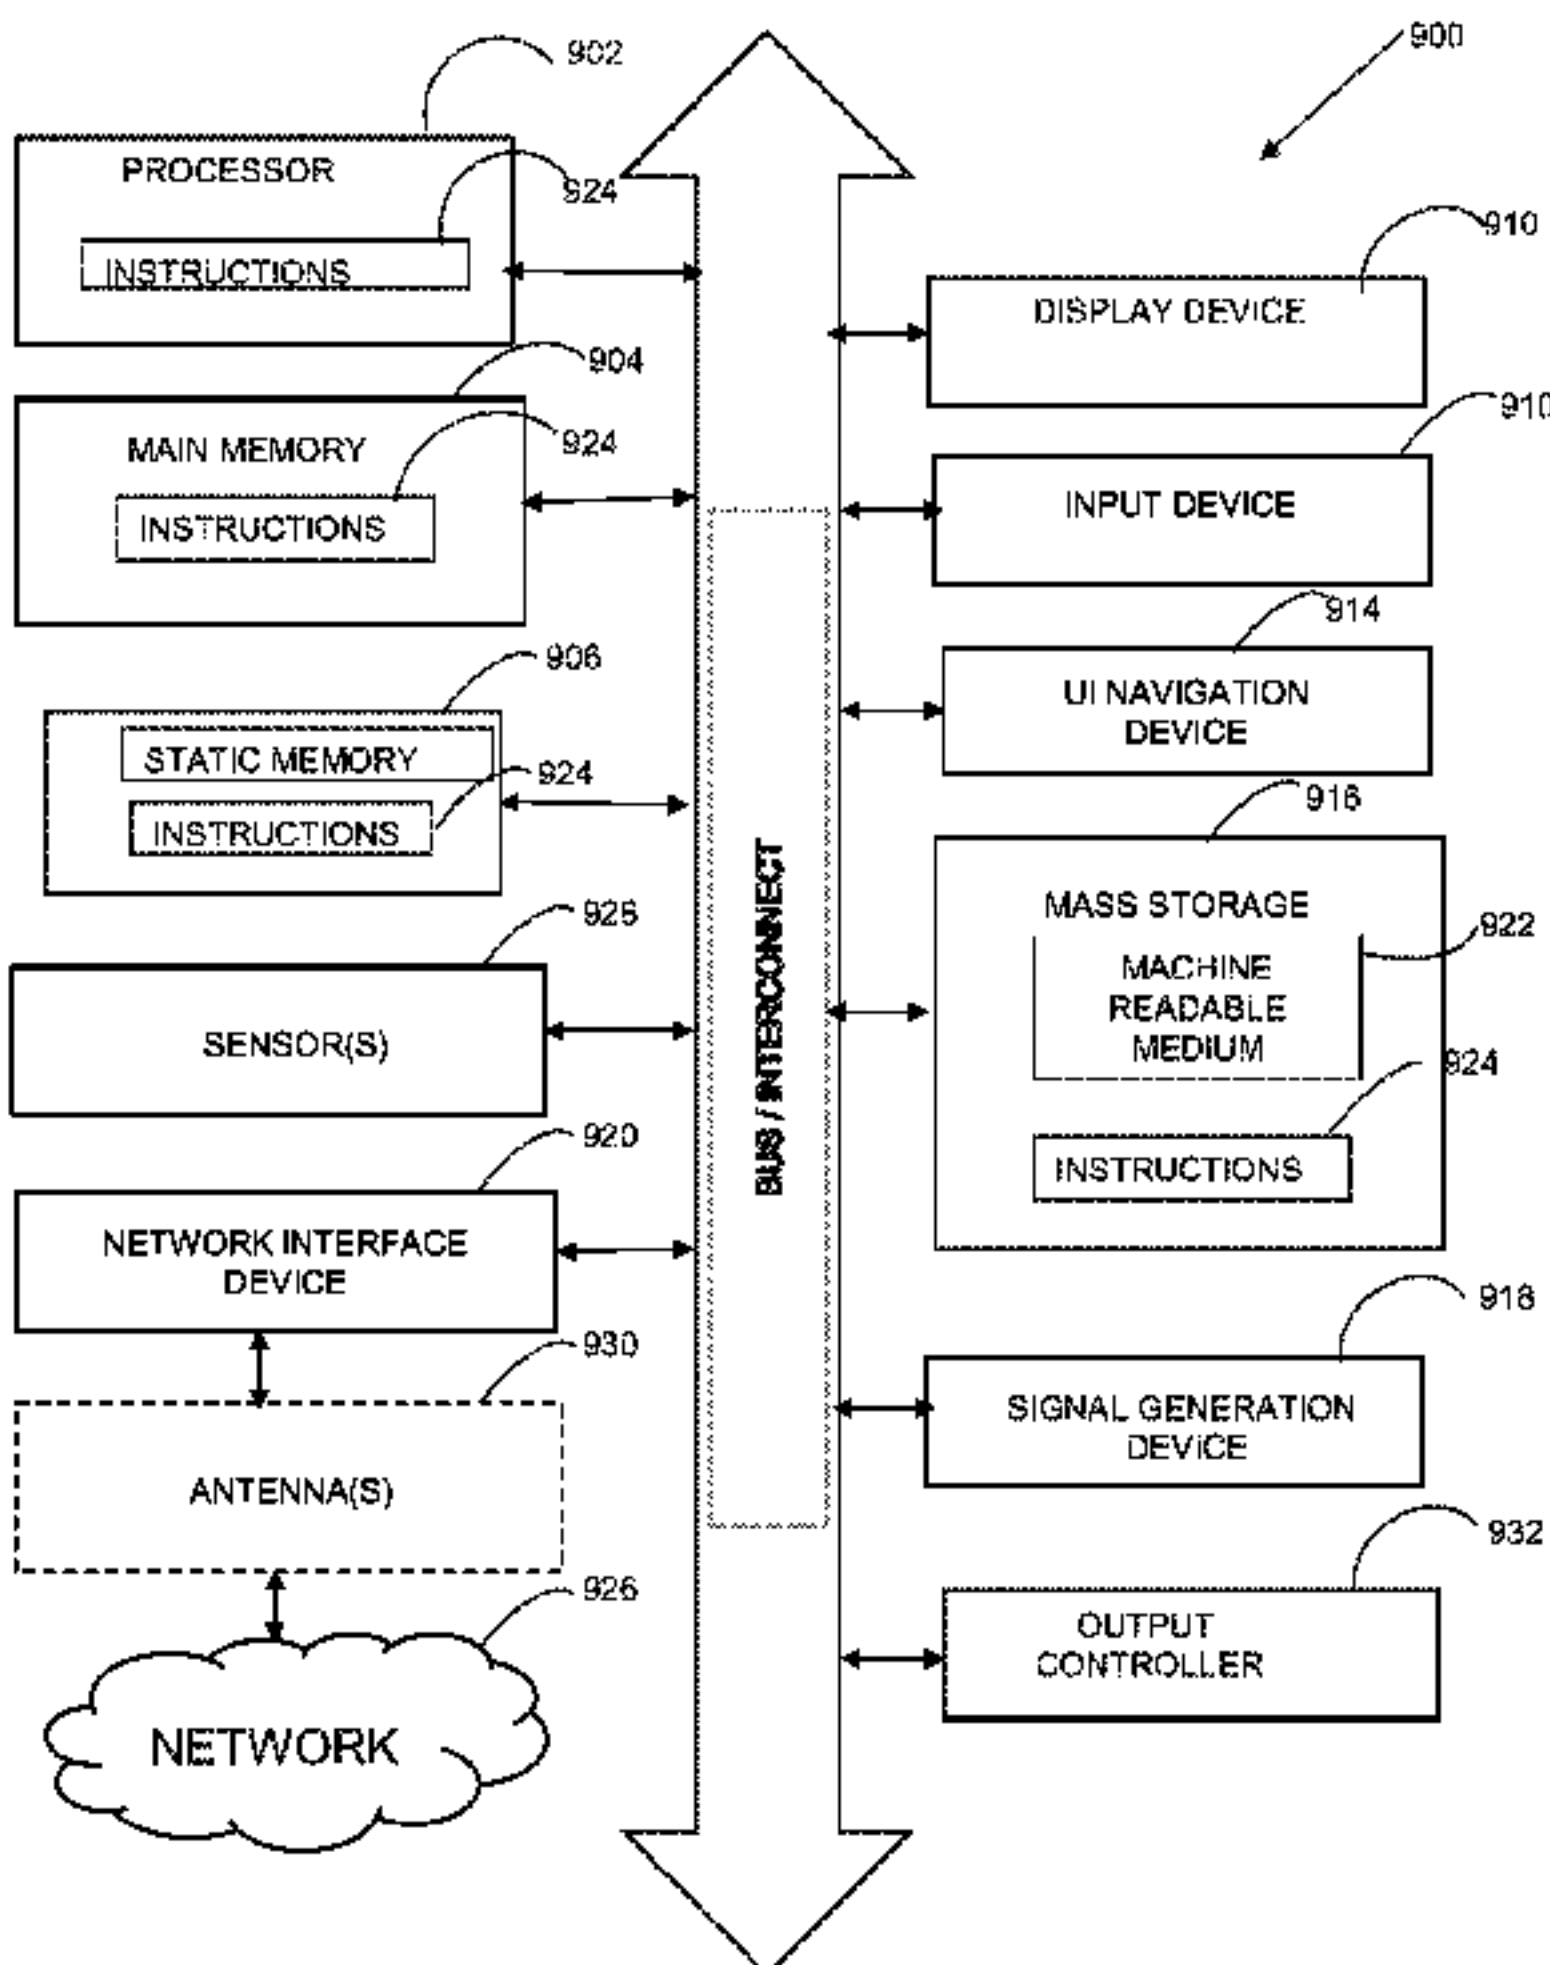 902
900
PROCESSOR
924
INSTRUCTIONS
904
MAIN MEMORY
924
INSTRUCTIONS
906
STATIC MEMORY
924
INSTRUCTIONS
928
SENSOR(S)
920
NETWORK INTERFACE
DEVICE
930
ANTENNA(S)
926
NETWORK
BUS / INTERCONNECT
910
DISPLAY DEVICE
910
INPUT DEVICE
914
UI NAVIGATION
DEVICE
916
MASS STORAGE
922
MACHINE
READABLE
MEDIUM
924
INSTRUCTIONS
918
SIGNAL GENERATION
DEVICE
932
OUTPUT
CONTROLLER